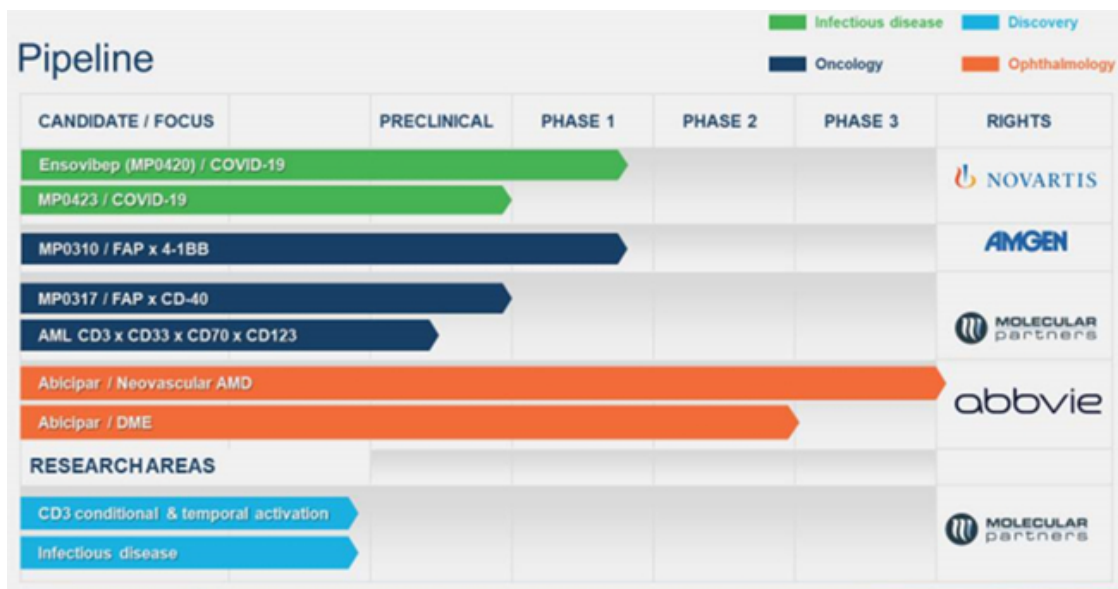 Infectious disease
Discovery
Pipeline
Oncology
Ophthalmology
CANDIDATE / FOCUS PRECLINICAL PHASE 1 PHASE 2 PHASE 3 RIGHTS
Ensovibep (MP0420) / COVID-19
NOVARTIS
MP0423 / COVID-19
MP0310 / FAP x 4-1BB
AMGEN
MP0317 / FAP x CD-40
AML CD3 x CD33 x CD70 x CD123
MOLECULAR
partners
Abicipar / Neovascular AMD
abbvie
Abicipar / DME
RESEARCH AREAS
CD3 conditional & temporal activation
Infectious disease
MOLECULAR
partners